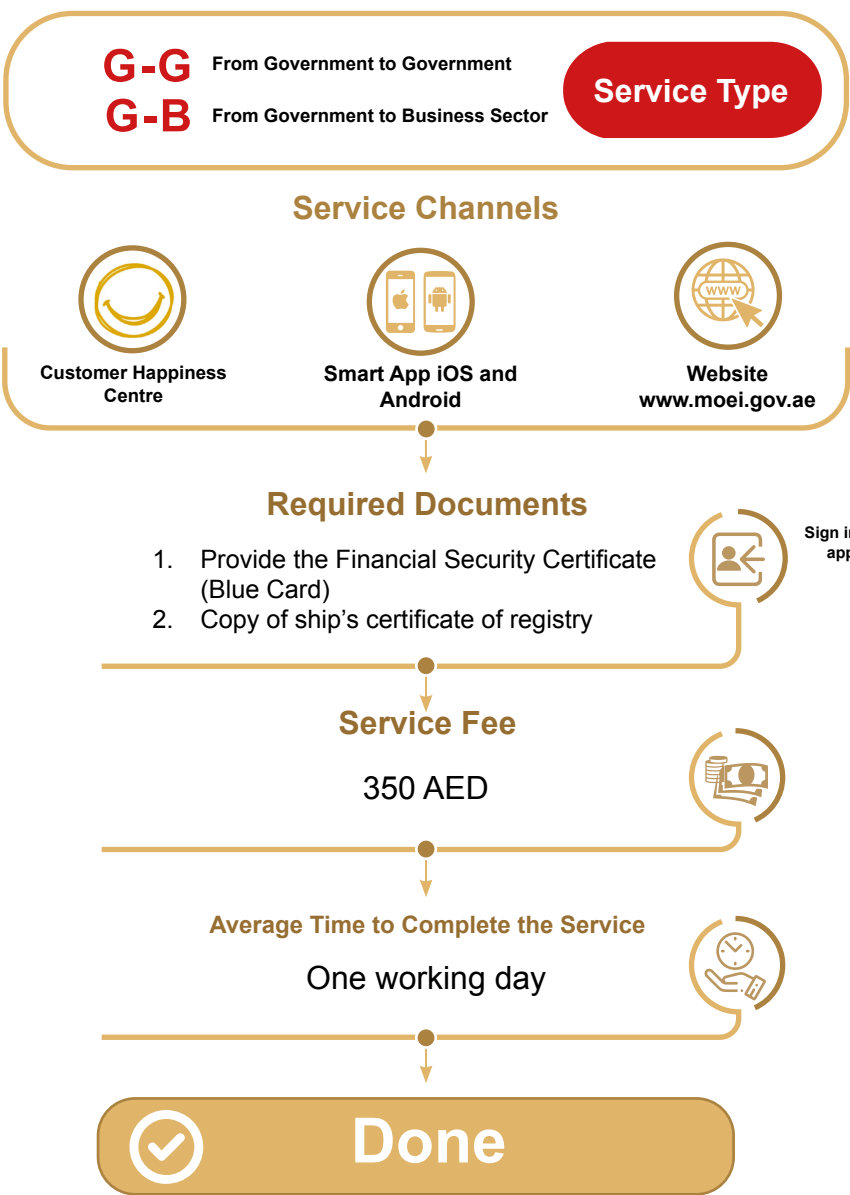 G-G From Government to Government
G-B From Government to Business Sector
Service Type
Service Channels
Customer Happiness
Centre
Smart App iOS and
Android
www
Website
www.moei.gov.ae
Required Documents
1. Provide the Financial Security Certificate
(Blue Card)
2. Copy of ship's certificate of registry
Sign
Service Fee
350 AED
Average Time to Complete the Service
One working day
Done